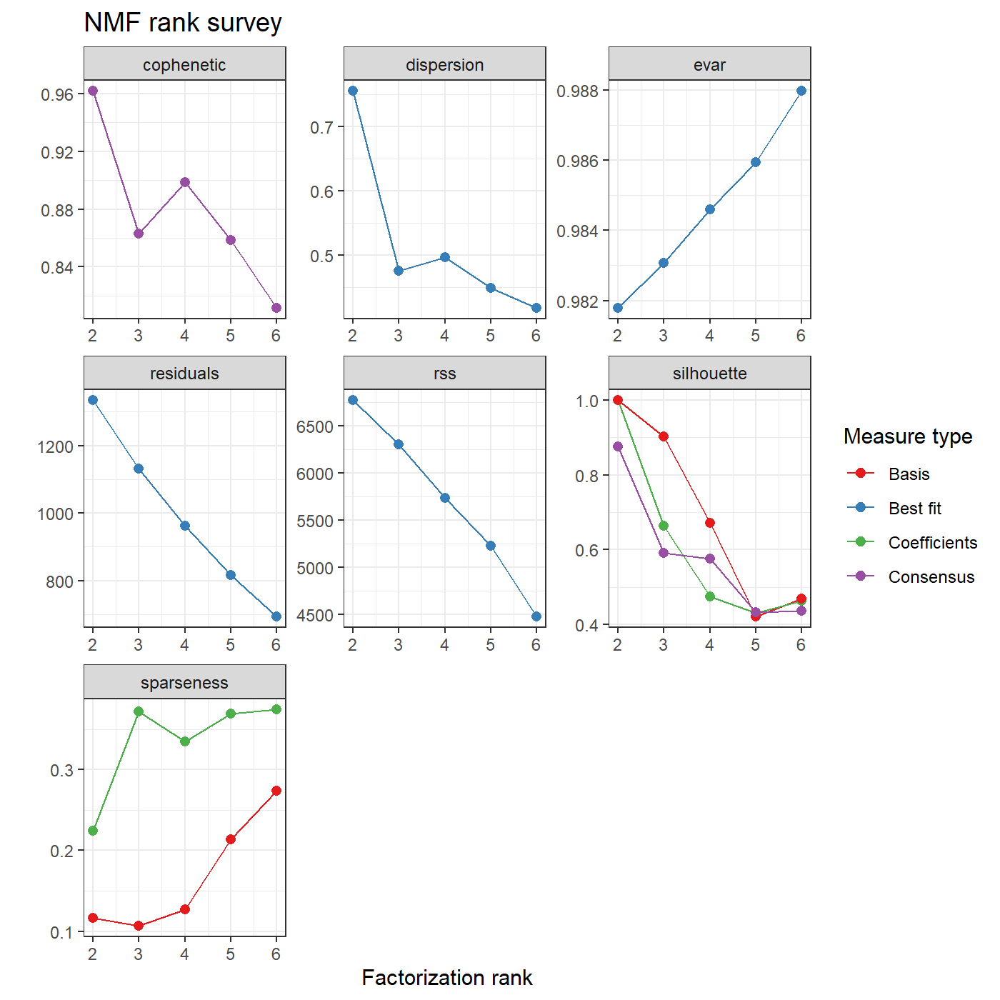 NMF rank survey
cophenetic
dispersion
evar
0.96
0.92
0.88
0.84
2 3 4 5 6
0.7
0.6
0.5
2 3 4 5 6
0.988
0.986
0.984
0.982
2 3 4 5 6
residuals
rss
silhouette
1200
1000
800
2 3 4 5 6
6500
6000
5500
5000
4500
2 3 4 5 6
1.0
0.8
0.6
0.4
2 3 4 5 6
Measure type
Basis
Best fit
Coefficients
Consensus
sparseness
0.3
0.2
0.1
2 3 4 5 6
Factorization rank